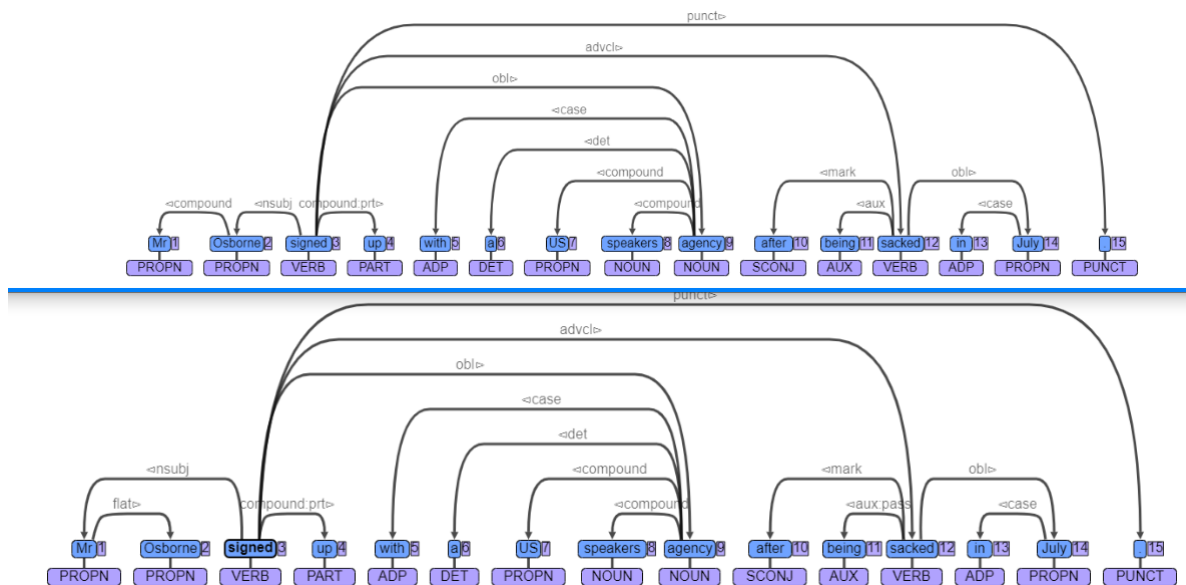 punct⊳
advcl⊳
obl⊳
⊲case
⊲det
⊲compound ⊲mark obl⊳
⊲compound ⊲nsubj compound:prt⊳ ⊲compound ⊲aux ⊲case
Mr 1 Osborne 2 signed 3 up 4 with 5 a 6 US 7 speakers 8 agency 9 after 10 being 11 sacked 12 in 13 July 14 . 15
PROPN PROPN VERB PART ADP DET PROPN NOUN NOUN SCONJ AUX VERB ADP PROPN PUNCT
punct⊳
advcl⊳
obl⊳
⊲case
⊲det
⊲nsubj ⊲compound ⊲mark obl⊳
flat⊳ compound:prt⊳ ⊲compound ⊲aux:pass ⊲case
Mr 1 Osborne 2 signed 3 up 4 with 5 a 6 US 7 speakers 8 agency 9 after 10 being 11 sacked 12 in 13 July 14 . 15
PROPN PROPN VERB PART ADP DET PROPN NOUN NOUN SCONJ AUX VERB ADP PROPN PUNCT